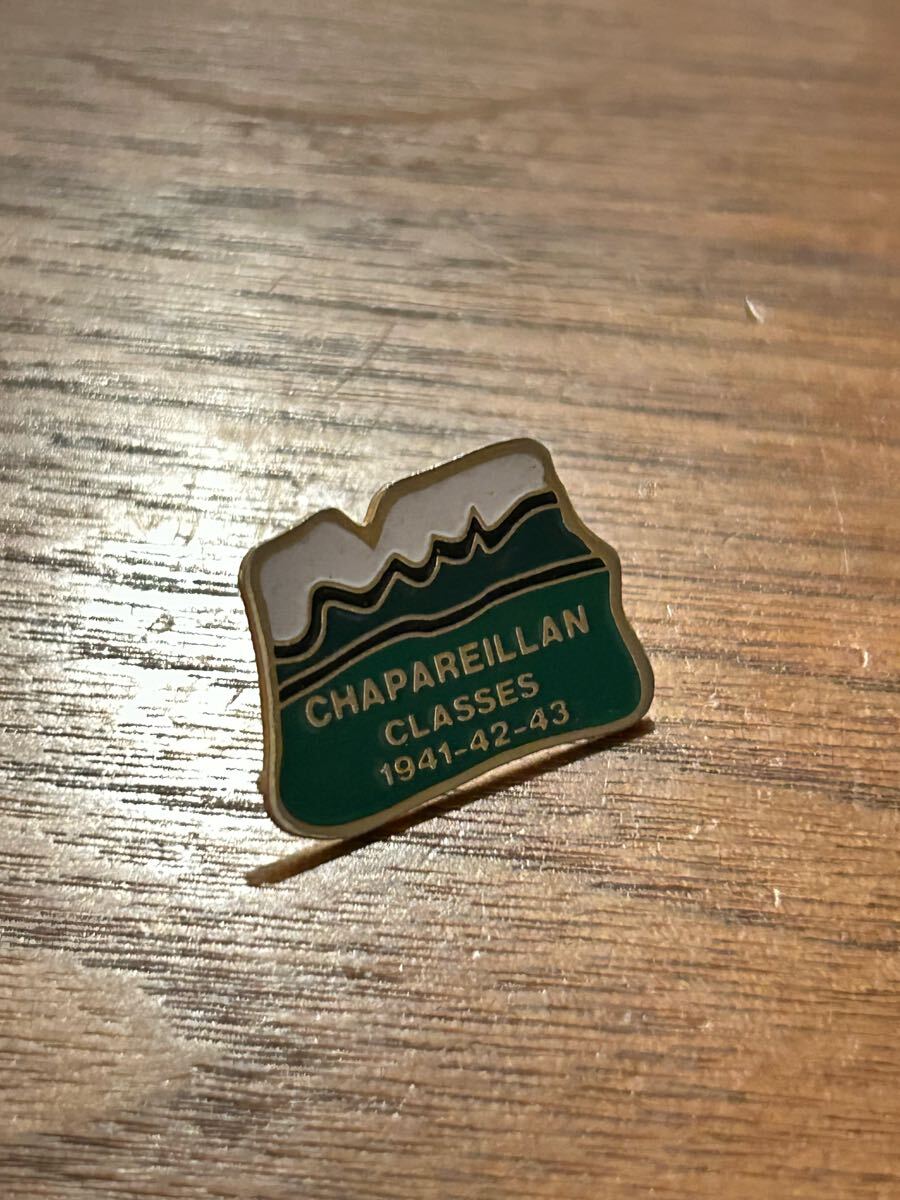 CHAPAREILLAN
CLASSES
1941-42-43